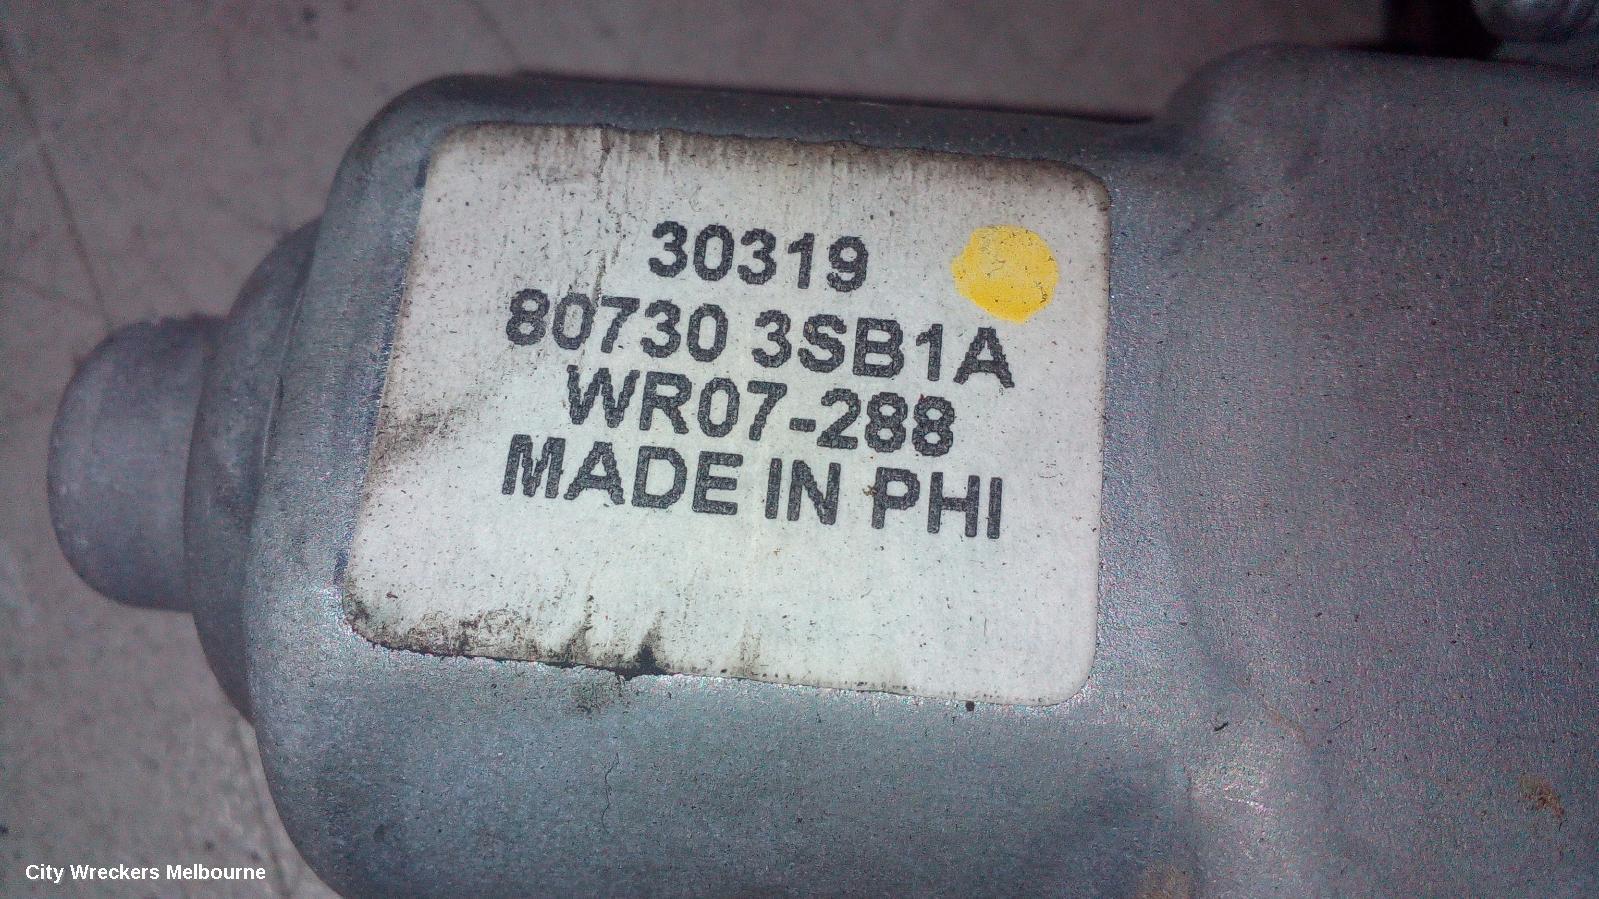 30319
80730 3SB1A
WR07-288
MADE IN PHI
City Wreckers Melbourne